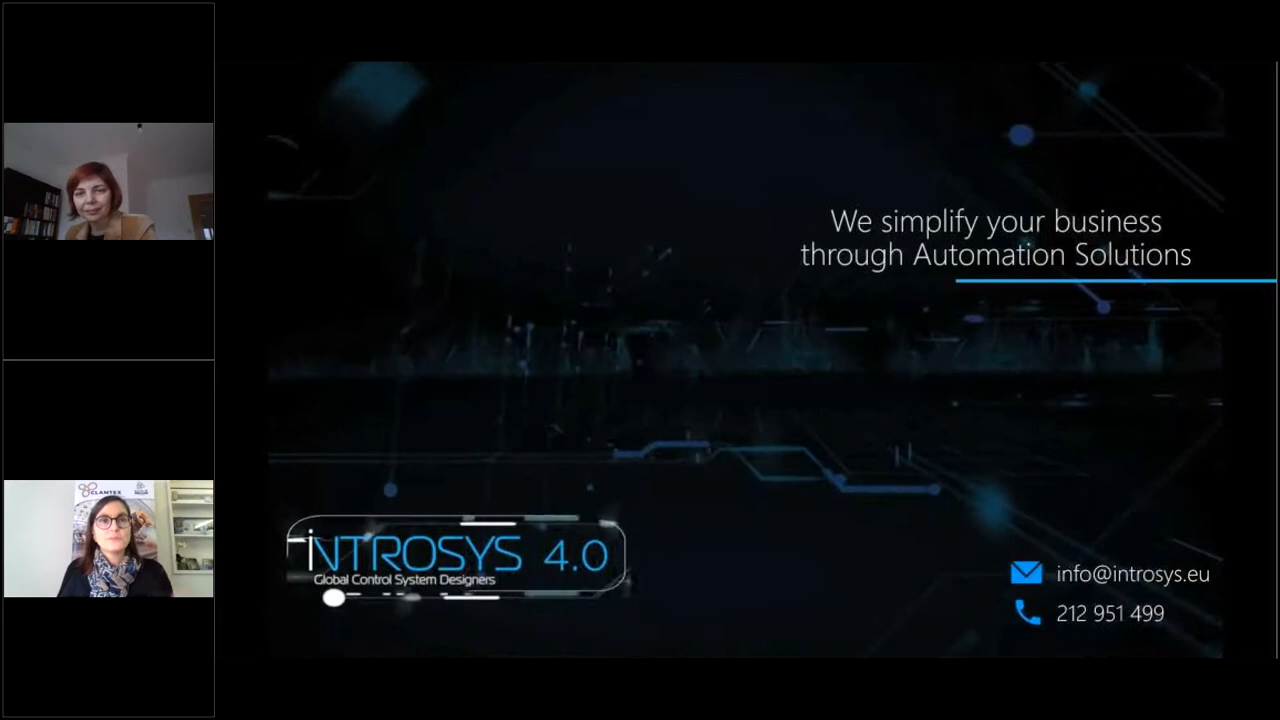 We simplify your business
through Automation Solutions
CLAMTEX
iNTROSYS 4.0
Global Control System Designers
info@introsys.eu
212 951 499